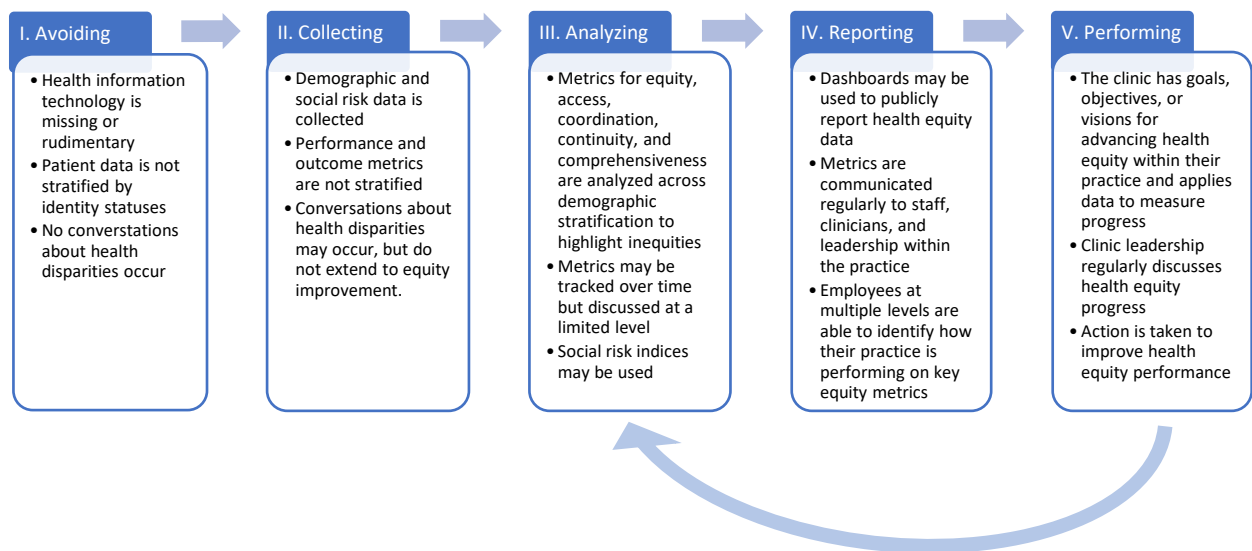 I. Avoiding
• Health information
technology is
missing or
rudimentary
• Patient data is not
stratified by
identity statuses
• No converstations
about health
disparities occur
II. Collecting
• Demographic and
social risk data is
collected
• Performance and
outcome metrics
are not stratified
• Conversations about
health disparities
may occur, but do
not extend to equity
improvement.
III. Analyzing
• Metrics for equity,
access,
coordination,
continuity, and
comprehensiveness
are analyzed across
demographic
stratification to
highlight inequities
• Metrics may be
tracked over time
but discussed at a
limited level
• Social risk indices
may be used
IV. Reporting
• Dashboards may be
used to publicly
report health equity
data
• Metrics are
communicated
regularly to staff,
clinicians, and
leadership within
the practice
• Employees at
multiple levels are
able to identify how
their practice is
performing on key
equity metrics
V. Performing
• The clinic has goals,
objectives, or
visions for
advancing health
equity within their
practice and applies
data to measure
progress
• Clinic leadership
regularly discusses
health equity
progress
• Action is taken to
improve health
equity performance